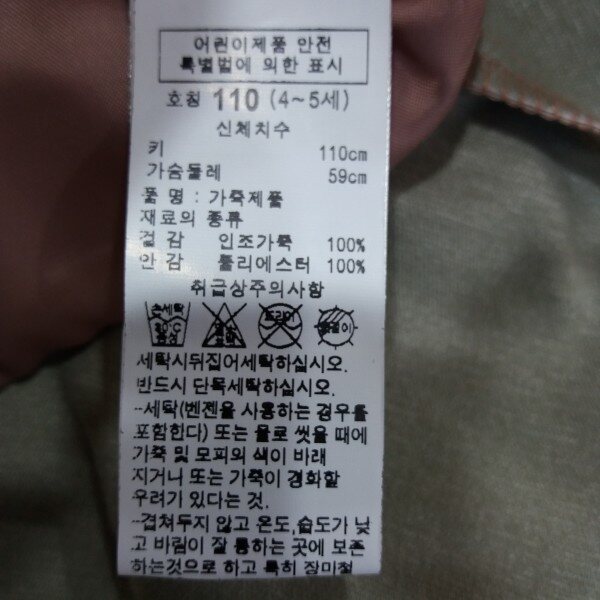 어린이제품 안전
특별법에 의한 표시
호칭 110 (4~5세)
신체치수
키 110cm
가슴둘레 59cm
품 명 : 가죽제품
재료의 종류
겉 감 인조가죽 100%
안 감 폴리에스터 100%
취급상주의사항
손세탁 30℃ 중성
드라이
세탁시뒤집어세탁하십시오.
반드시 단독세탁하십시오.
--세탁(벤젠을 사용하는 경우를
포함한다) 또는 물로 씻을 때에
가죽 및 모피의 색이 바래
지거나 또는 가죽이 경화할
우려가 있다는 것.
--겹쳐두지 않고 온도,습도가 낮
고 바람이 잘 통하는 곳에 보존
하는것으로 하고 특히 장마철